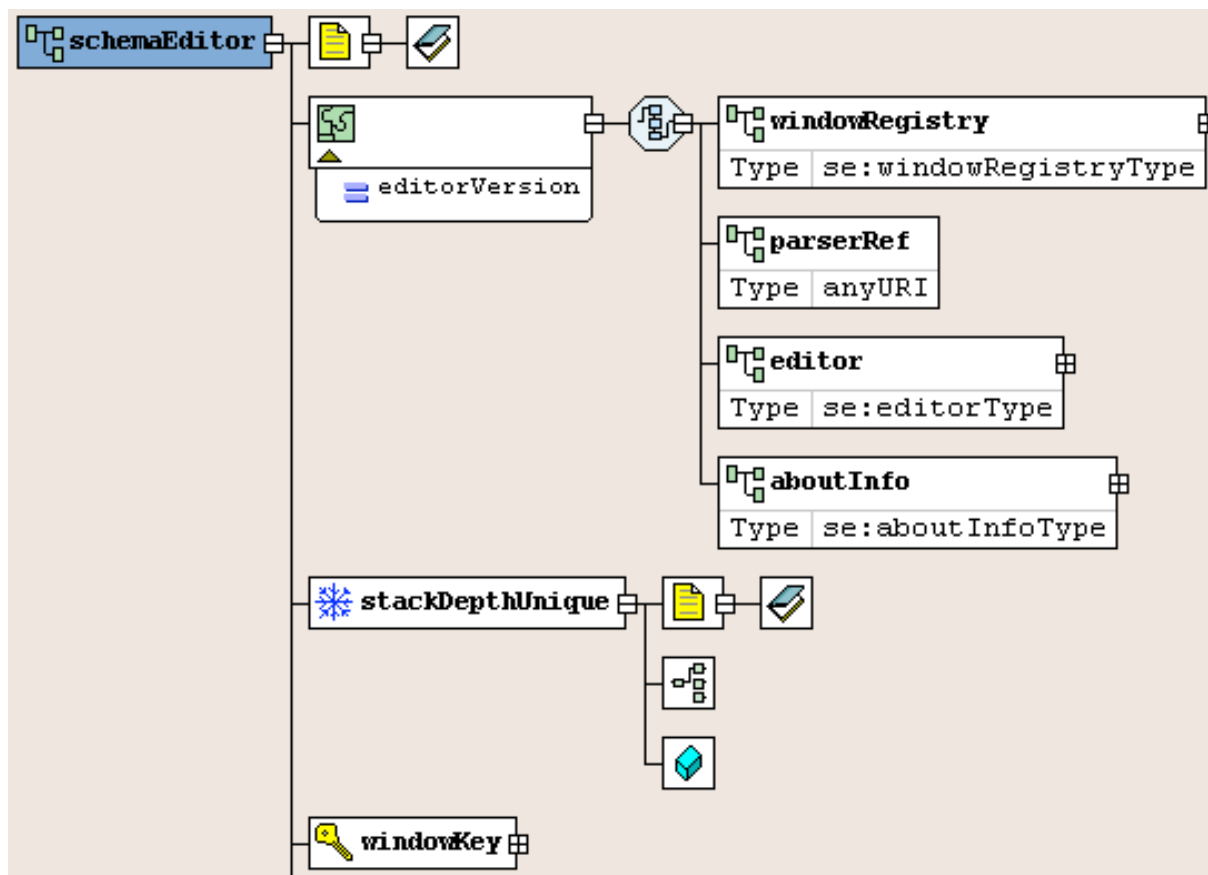 schemaEditor
windowRegistry
Type se:windowRegistryType
editorVersion
parserRef
Type anyURI
editor
Type se:editorType
aboutInfo
Type se:aboutInfoType
stackDepthUnique
windowKey